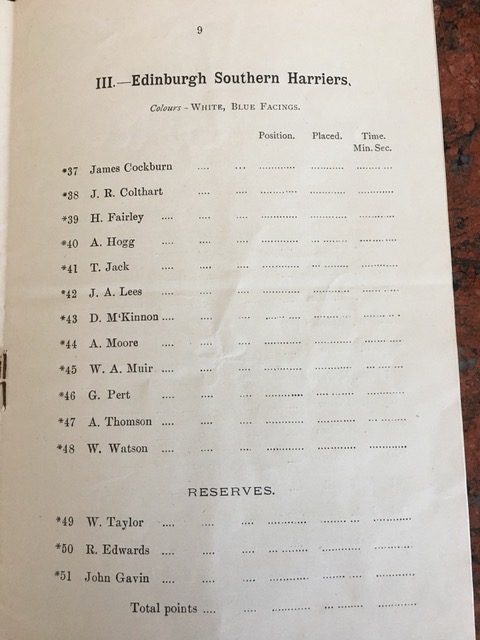 9
III.—Edinburgh Southern Harriers.
Colours - WHITE, BLUE FACINGS.
Position. Placed. Time.
Min. Sec.
*37 James Cockburn .... ... ............ ........... ............
*38 J. R. Colthart .... ... ............ ........... ............
*39 H. Fairley .... .... ... ............ ........... ............
*40 A. Hogg .... .... ... ............ ........... ............
*41 T. Jack .... .... ... ............ ........... ............
*42 J. A. Lees .... .... ... ............ ........... ............
*43 D. M'Kinnon .... .... ... ............ ........... ............
*44 A. Moore .... .... ... ............ ........... ............
*45 W. A. Muir .... .... ... ............ ........... ............
*46 G. Pert .... .... ... ............ ........... ............
*47 A. Thomson .... .... ... ............ ........... ............
*48 W. Watson .... .... ... ............ ........... ............
RESERVES.
*49 W. Taylor .... .... ... ............ ........... ............
*50 R. Edwards .... .... ... ............ ........... ............
*51 John Gavin .... .... ... ............ ........... ............
Total points .... .... ............ ........... ............